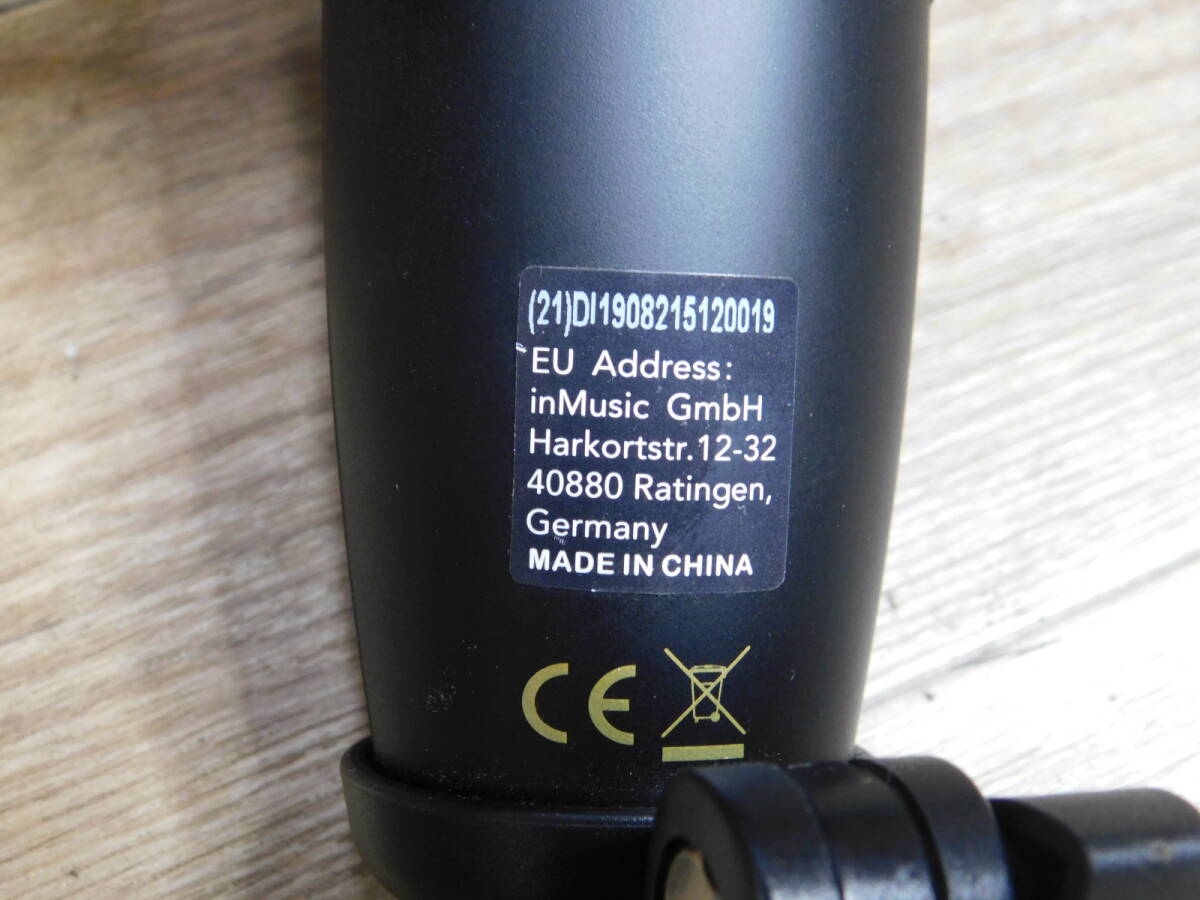 (21)DI1908215120019
EU Address:
inMusic GmbH
Harkortstr.12-32
40880 Ratingen,
Germany
MADE IN CHINA
CE